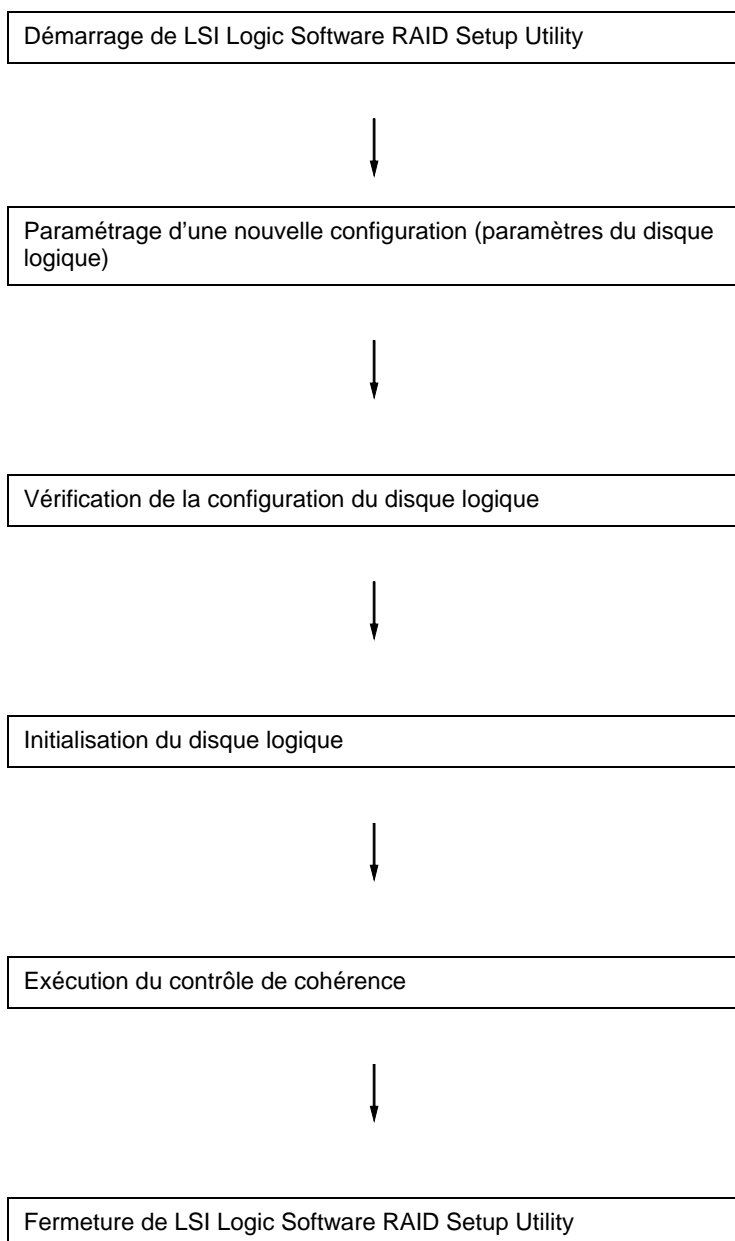 Démarrage de LSI Logic Software RAID Setup Utility
Paramétrage d'une nouvelle configuration (paramètres du disque
logique)
Vérification de la configuration du disque logique
Initialisation du disque logique
Exécution du contrôle de cohérence
Fermeture de LSI Logic Software RAID Setup Utility